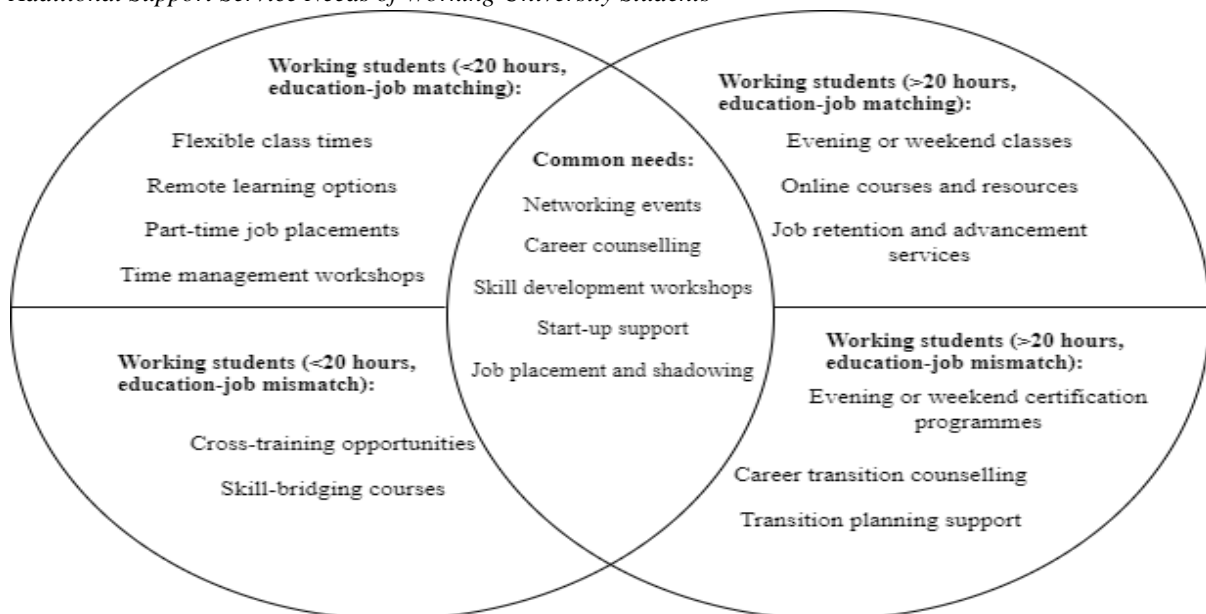 Additional Support Service Needs of Working University Students
Working students (<20 hours,
education-job matching):
Flexible class times
Remote learning options
Part-time job placements
Time management workshops
Working students (<20 hours,
education-job mismatch):
Cross-training opportunities
Skill-bridging courses
Common needs:
Networking events
Career counselling
Skill development workshops
Start-up support
Job placement and shadowing
Working students (>20 hours,
education-job matching):
Evening or weekend classes
Online courses and resources
Job retention and advancement
services
Working students (>20 hours,
education-job mismatch):
Evening or weekend certification
programmes
Career transition counselling
Transition planning support